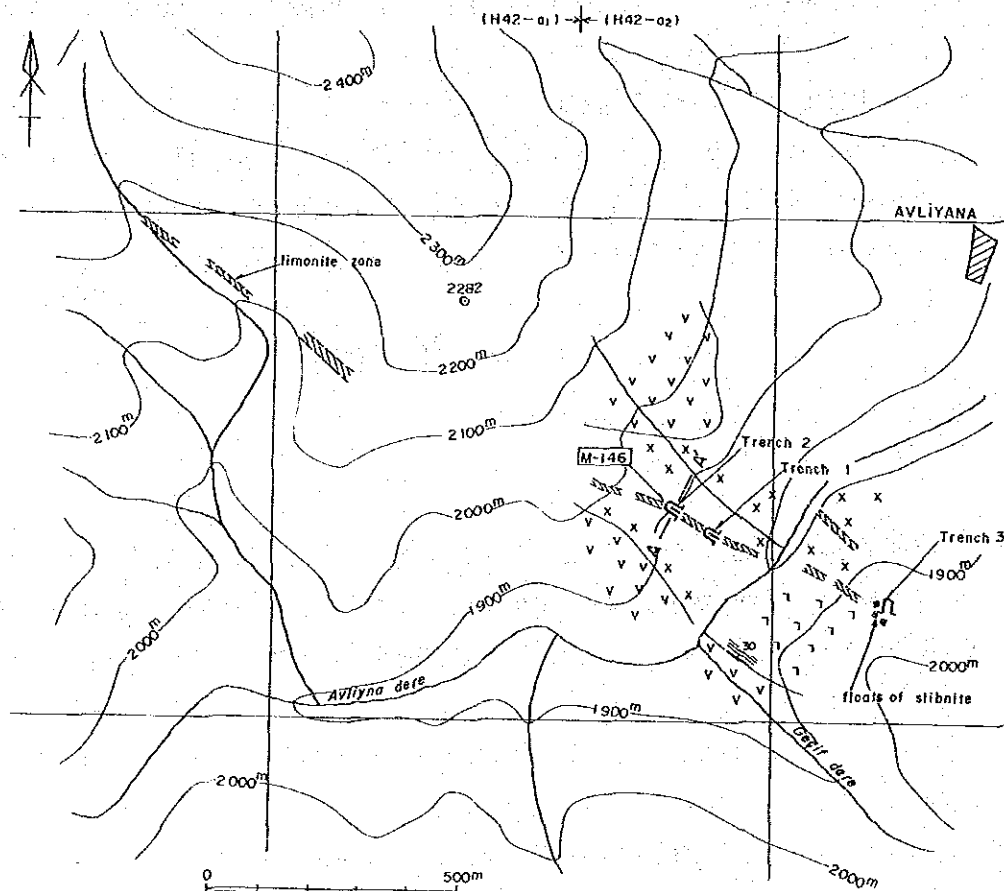 (H42-a1) → ← (H42-a2)
2400m
AVLİYANA
2300m
limonite zone
2282
2200m
2100m
2100m
Trench 2
M-146
Trench 1
A'
2000m
Trench 3
A
1900m
1900m
2000m
30
2000m
Avliyna dere
floats of stibnite
1900m
Geçit dere
2000m
2000m
0
500m